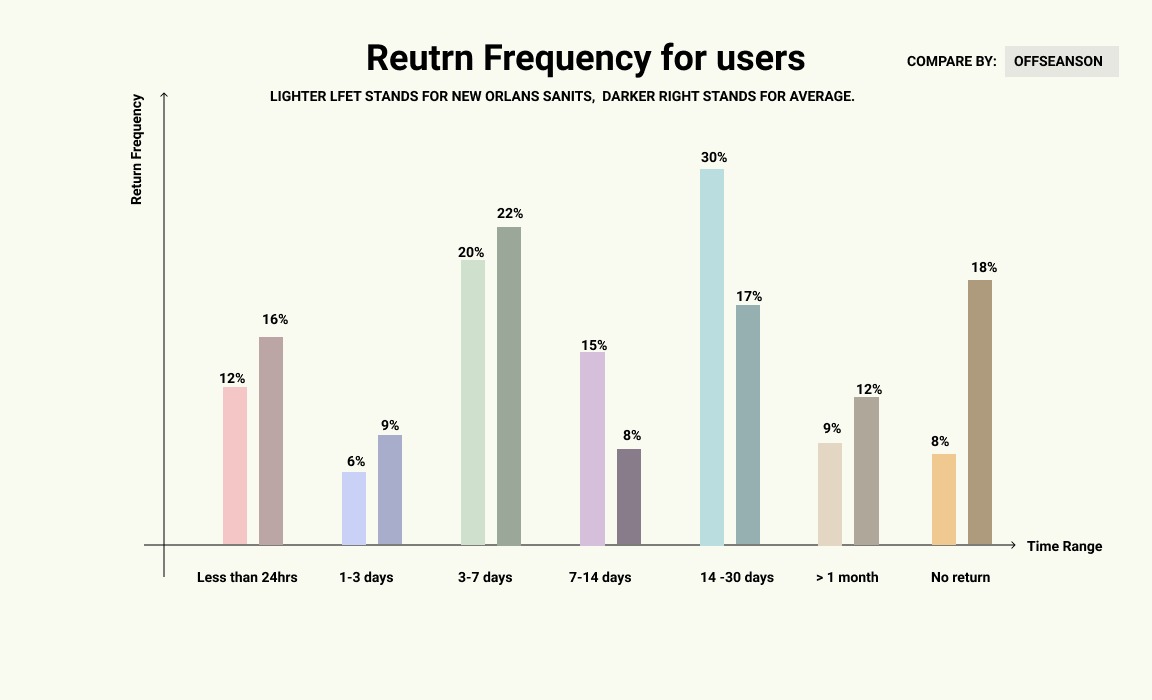 Reutrn Frequency for users
COMPARE BY: OFFSEANSON
LIGHTER LFET STANDS FOR NEW ORLANS SANITS, DARKER RIGHT STANDS FOR AVERAGE.
Return Frequency
30%
22%
20%
18%
16%
17%
15%
12%
12%
9%
9%
8%
8%
6%
Time Range
Less than 24hrs 1-3 days 3-7 days 7-14 days 14 -30 days > 1 month No return